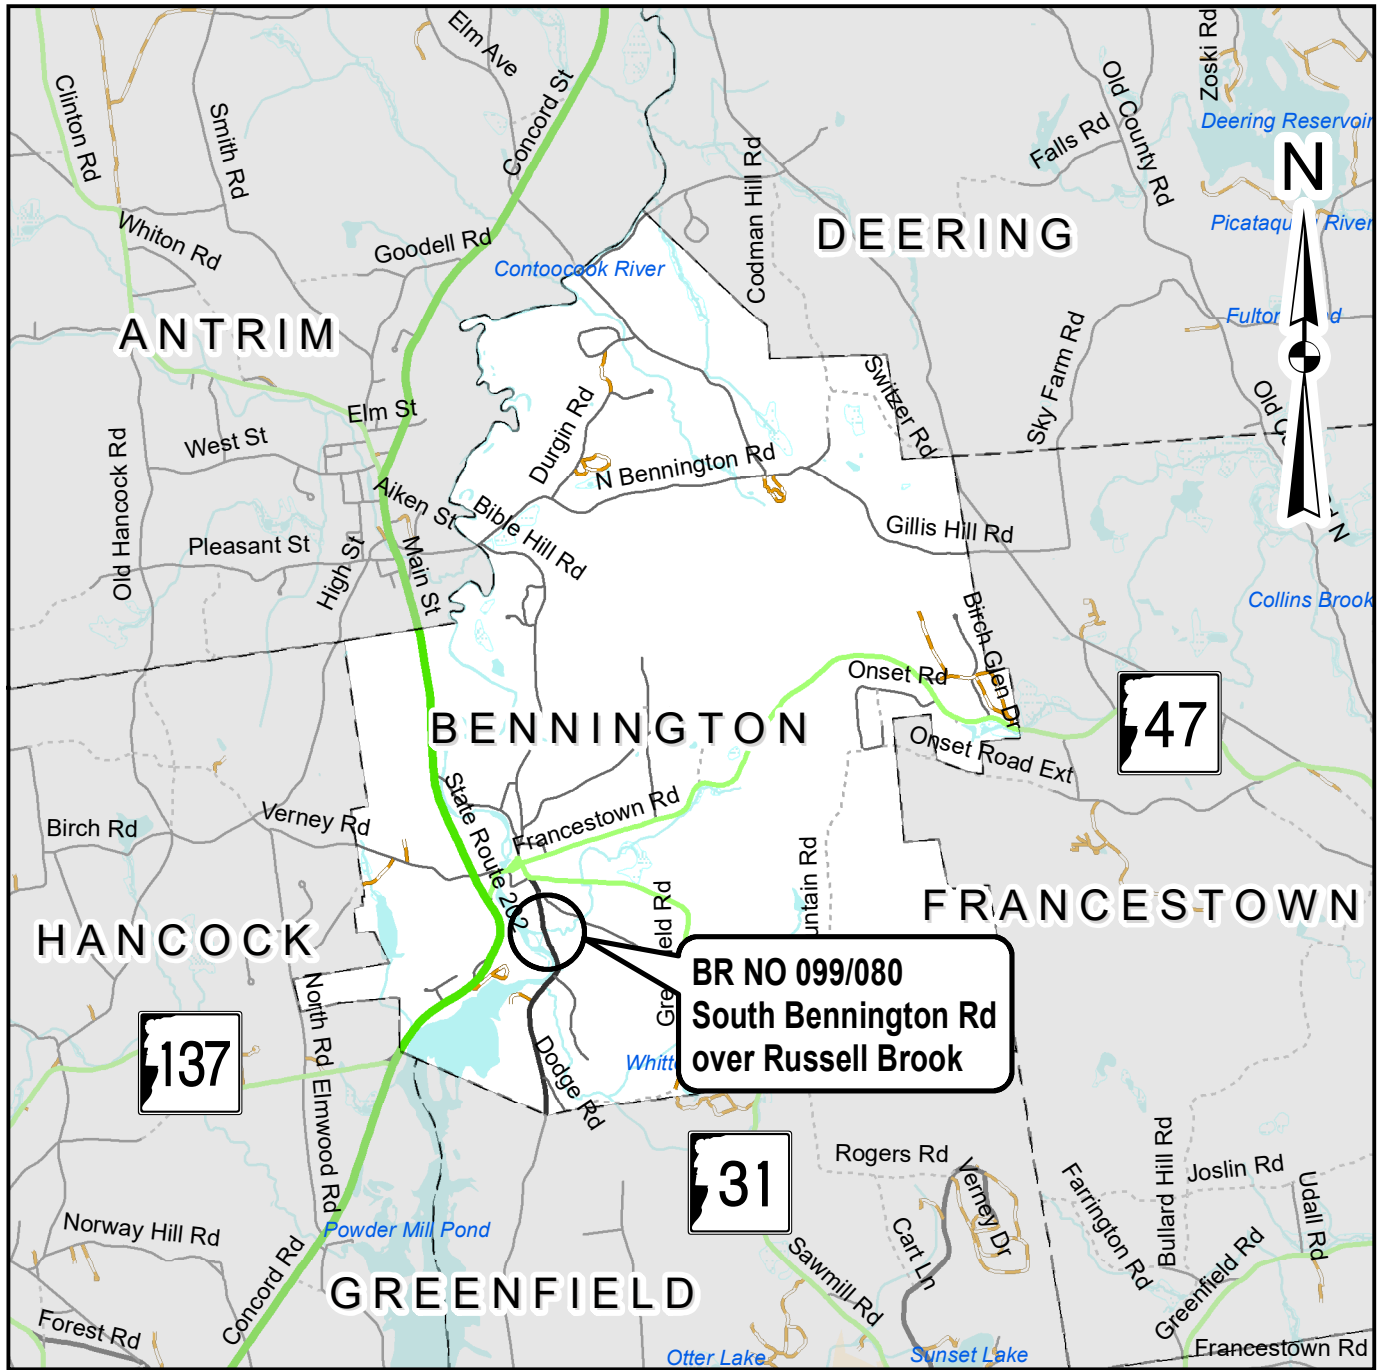 Elm Ave
Concord St
Zoski Rd
Clinton Rd
Smith Rd
Old County Rd
Falls Rd
Deering Reservoir
Codman Hill Rd
N
Whiton Rd
Goodell Rd
DEERING
River
Contoocook River
ANTRIM
Sky Farm Rd
Switzer Rd
Elm St
Durgin Rd
West St
Old Hancock Rd
N Bennington Rd
Aiken St
Bible Hill Rd
Gillis Hill Rd
Pleasant St
High St
Main St
Collins Brook
Birch Glen Dr
Onset Rd
BENNINGTON
47
Onset Road Ext
State Route 202
Francestown Rd
Verney Rd
Birch Rd
FRANCESTOWN
HANCOCK
BR NO 099/080
South Bennington Rd
over Russell Brook
North Rd
Elmwood Rd
137
Dodge Rd
31
Rogers Rd
Verney Dr
Farrington Rd
Bullard Hill Rd
Joslin Rd
Udall Rd
Norway Hill Rd
Powder Mill Pond
Cart Ln
Concord Rd
Sawmill Rd
Greenfield Rd
GREENFIELD
Forest Rd
Otter Lake
Sunset Lake
Francestown Rd